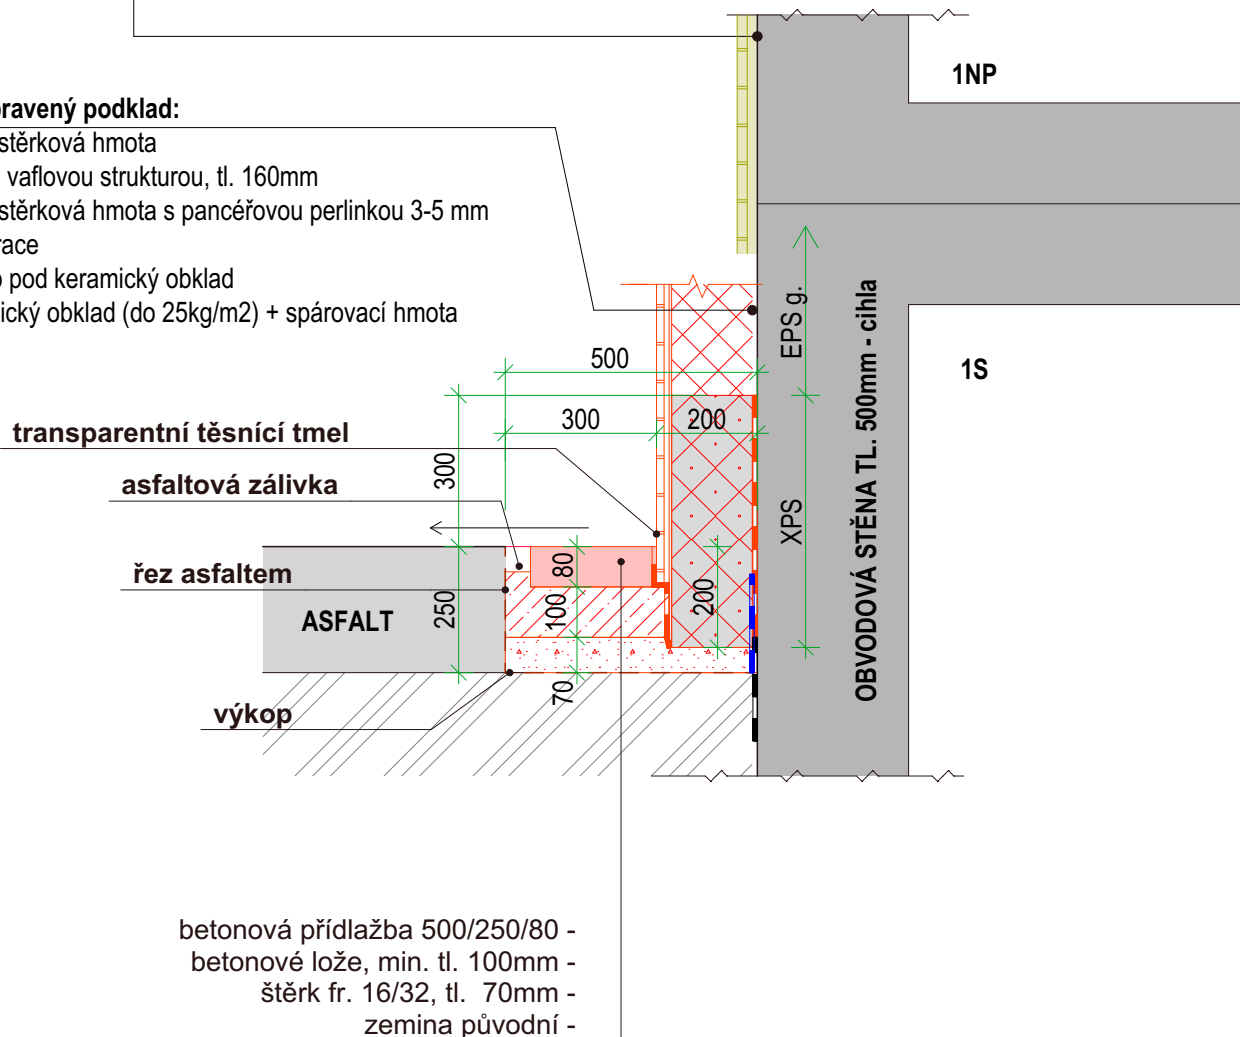 1NP
ravený podklad:
stěrková hmota
vaflovou strukturou, tl. 160mm
stěrková hmota s pancéřovou perlinkou 3-5 mm
race
pod keramický obklad
ický obklad (do 25kg/m2) + spárovací hmota
EPS g.
OBVODOVÁ STĚNA TL. 500mm - cihla
1S
500
300
200
transparentní těsnící tmel
300
asfaltová zálivka
XPS
řez asfaltem
80
ASFALT
250
100
200
70
výkop
betonová přídlažba 500/250/80 -
betonové lože, min. tl. 100mm -
štěrk fr. 16/32, tl. 70mm -
zemina původní -